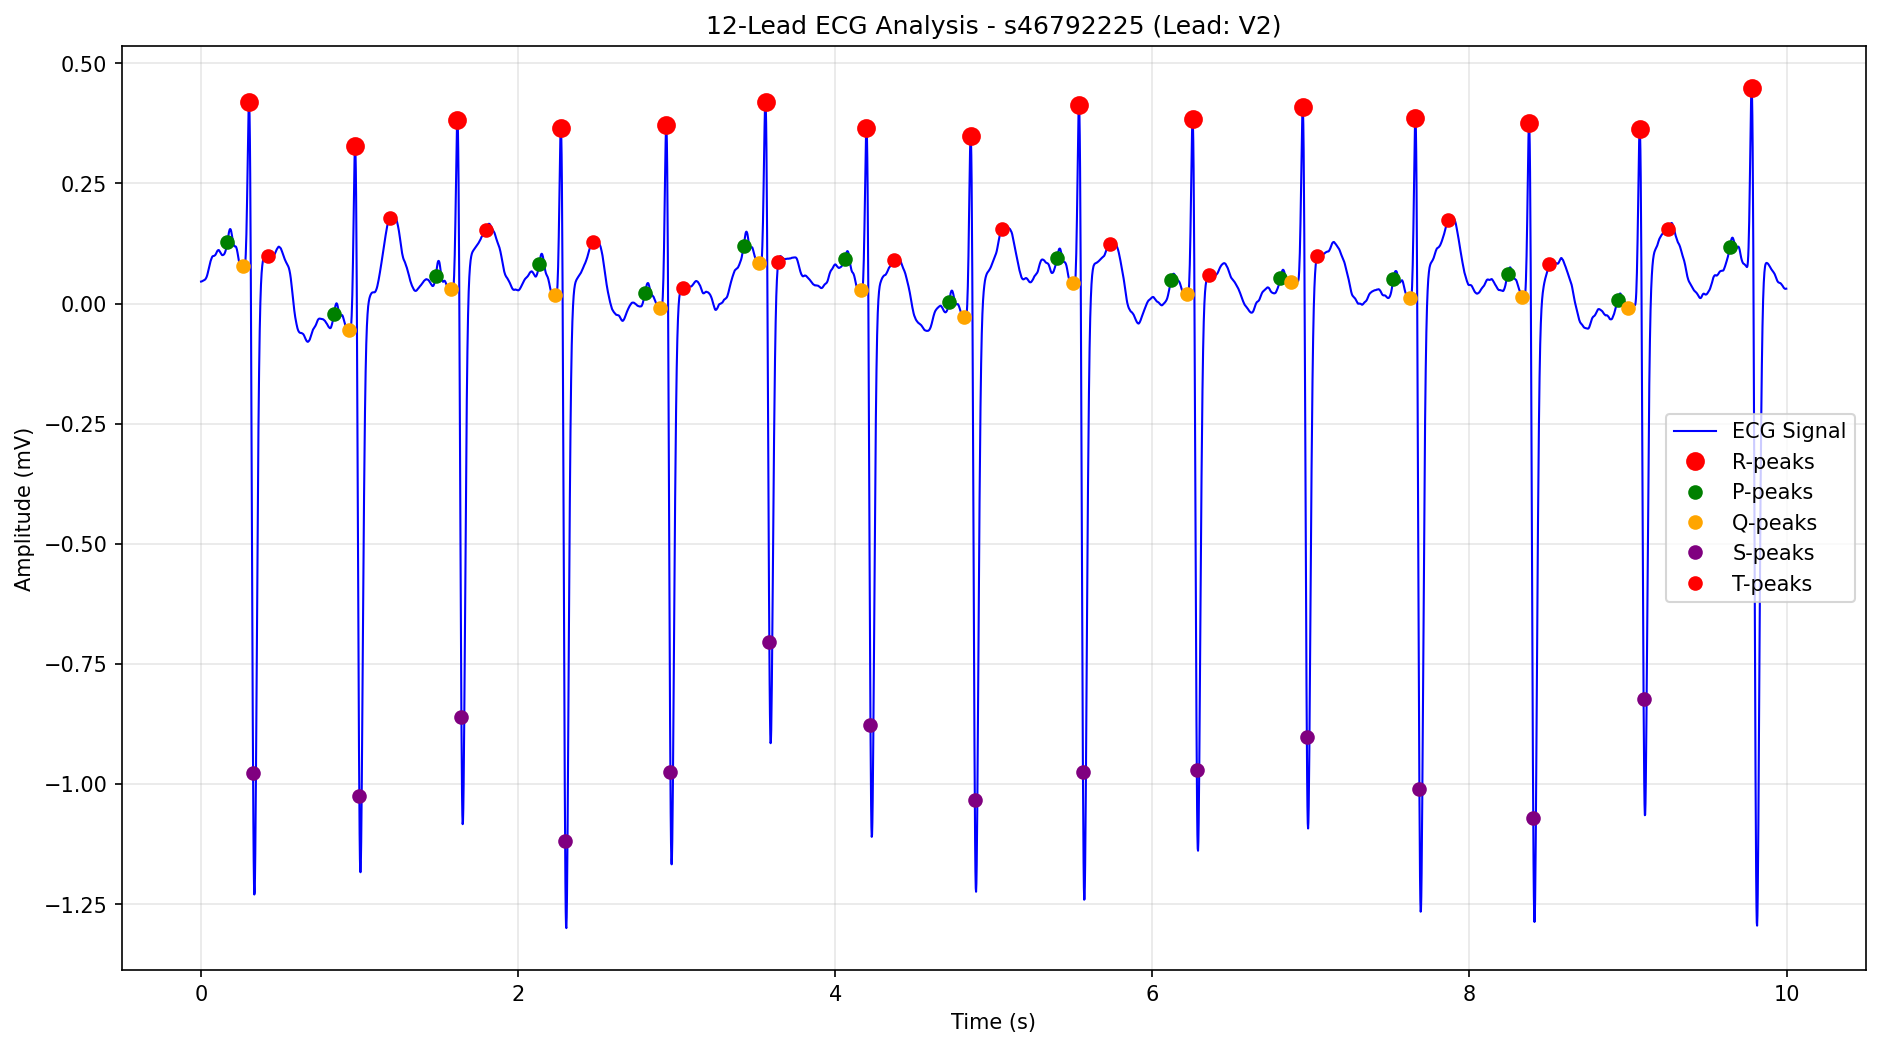 12-Lead ECG Analysis - s46792225 (Lead: V2)
Amplitude (mV)
0.50
0.25
0.00
−0.25
−0.50
−0.75
−1.00
−1.25
ECG Signal
R-peaks
P-peaks
Q-peaks
S-peaks
T-peaks
0 2 4 6 8 10
Time (s)